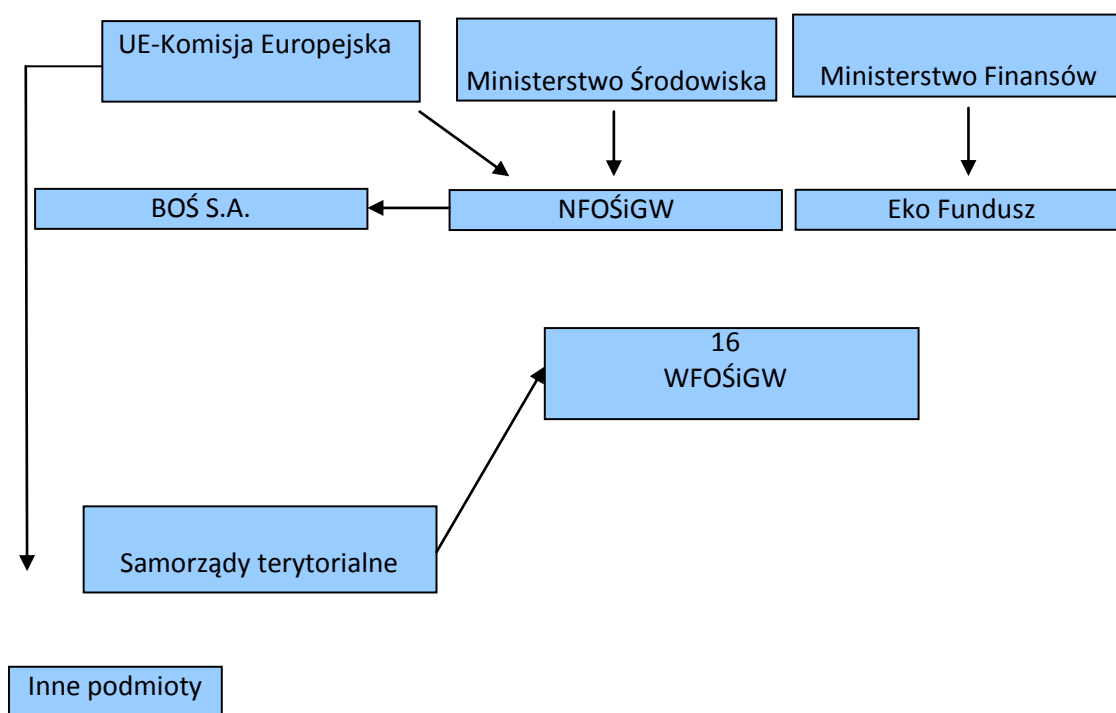 UE-Komisja Europejska
Ministerstwo Środowiska
Ministerstwo Finansów
BOŚ S.A.
NFOŚiGW
Eko Fundusz
16
WFOŚiGW
Samorządy terytorialne
Inne podmioty